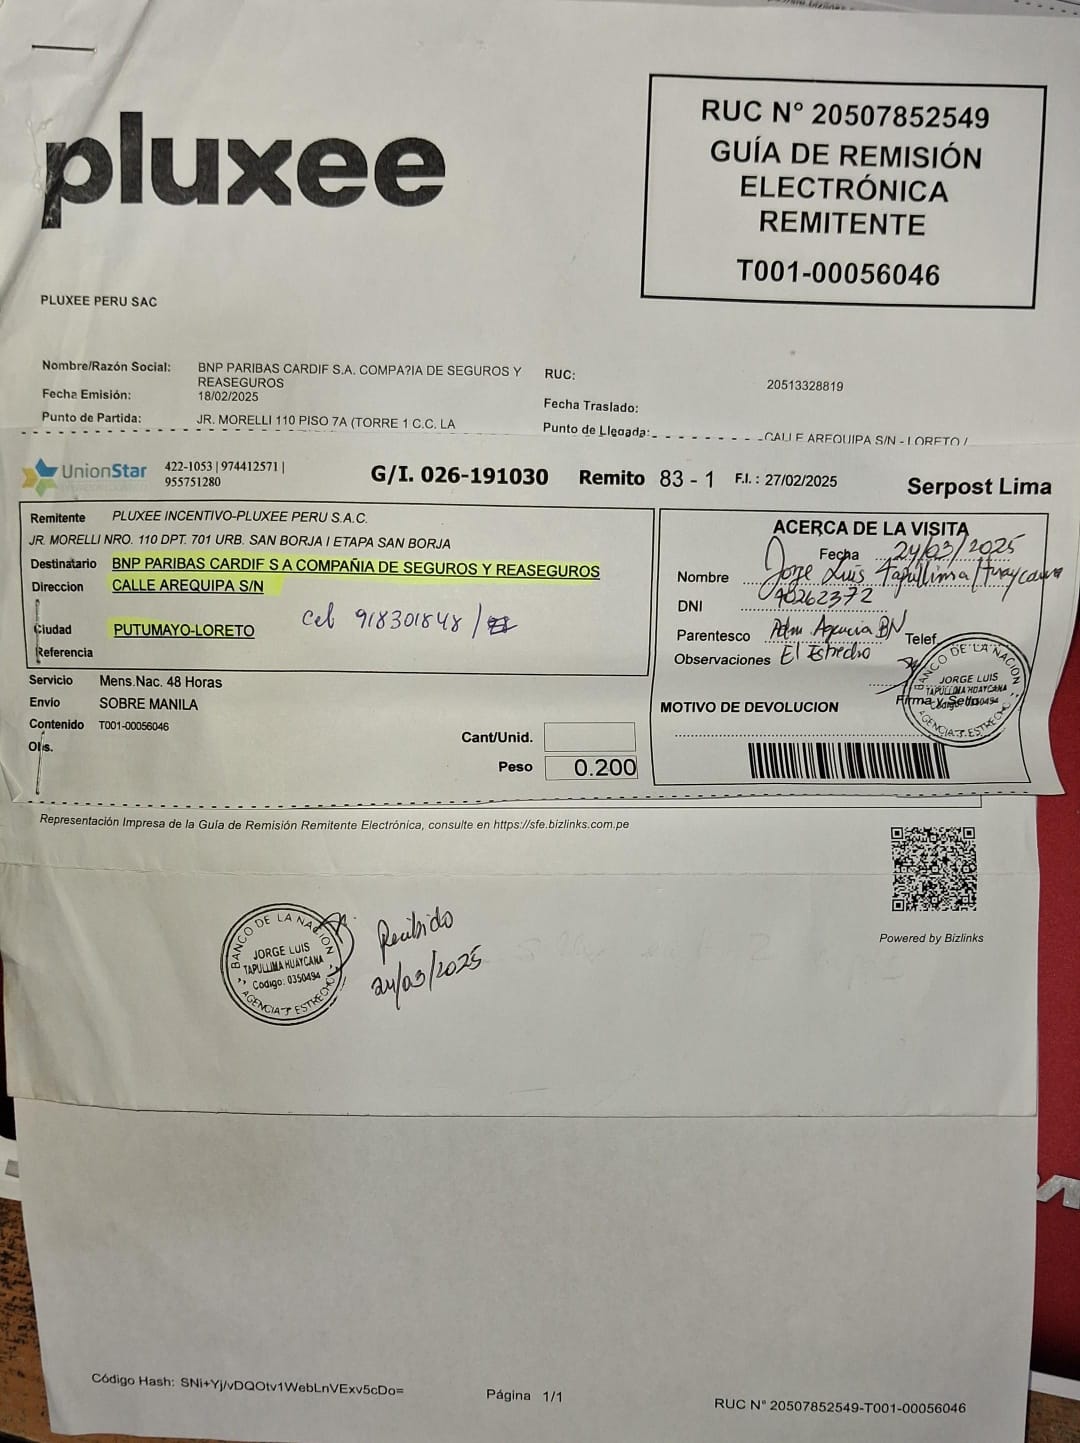 pluxee
RUC N° 20507852549
GUÍA DE REMISIÓN
ELECTRÓNICA
REMITENTE
T001-00056046
PLUXEE PERU SAC
Nombre/Razón Social: BNP PARIBAS CARDIF S.A. COMPA?IA DE SEGUROS Y
REASEGUROS
RUC: 20513328819
Fecha Emisión: 18/02/2025
Fecha Traslado:
Punto de Partida: JR. MORELLI 110 PISO 7A (TORRE 1 C.C. LA
Punto de Llegada: CALLE AREQUIPA S/N - LORETO /
UnionStar
422-1053 | 974412571 |
955751280
G/I. 026-191030 Remito 83 - 1 F.I. : 27/02/2025
Serpost Lima
Remitente PLUXEE INCENTIVO-PLUXEE PERU S.A.C.
JR. MORELLI NRO. 110 DPT. 701 URB. SAN BORJA I ETAPA SAN BORJA
Destinatario BNP PARIBAS CARDIF S A COMPAÑIA DE SEGUROS Y REASEGUROS
Direccion CALLE AREQUIPA S/N
cel 918301848 /
Ciudad PUTUMAYO-LORETO
Referencia
Servicio Mens.Nac. 48 Horas
Envío SOBRE MANILA
Contenido T001-00056046
Obs.
Cant/Unid.
Peso 0.200
ACERCA DE LA VISITA
Fecha 24/03/2025
Nombre Jorge Luis Tapullima Huaycama
DNI 40262372
Parentesco Adm Agencia BN Telef.
Observaciones El Estrecho
Firma y Sello
BANCO DE LA NACION
JORGE LUIS
TAPULLIMA HUAYCANA
Código: 0350494
AGENCIA 3 ESTRECHO
MOTIVO DE DEVOLUCION
Representación Impresa de la Guía de Remisión Remitente Electrónica, consulte en https://sfe.bizlinks.com.pe
Powered by Bizlinks
BANCO DE LA NACION
JORGE LUIS
TAPULLIMA HUAYCANA
Código: 0350494
AGENCIA 3 ESTRECHO
Recibido
24/03/2025
Código Hash: SNi+Yj/vDQOtv1WebLnVExv5cDo=
Página 1/1
RUC N° 20507852549-T001-00056046